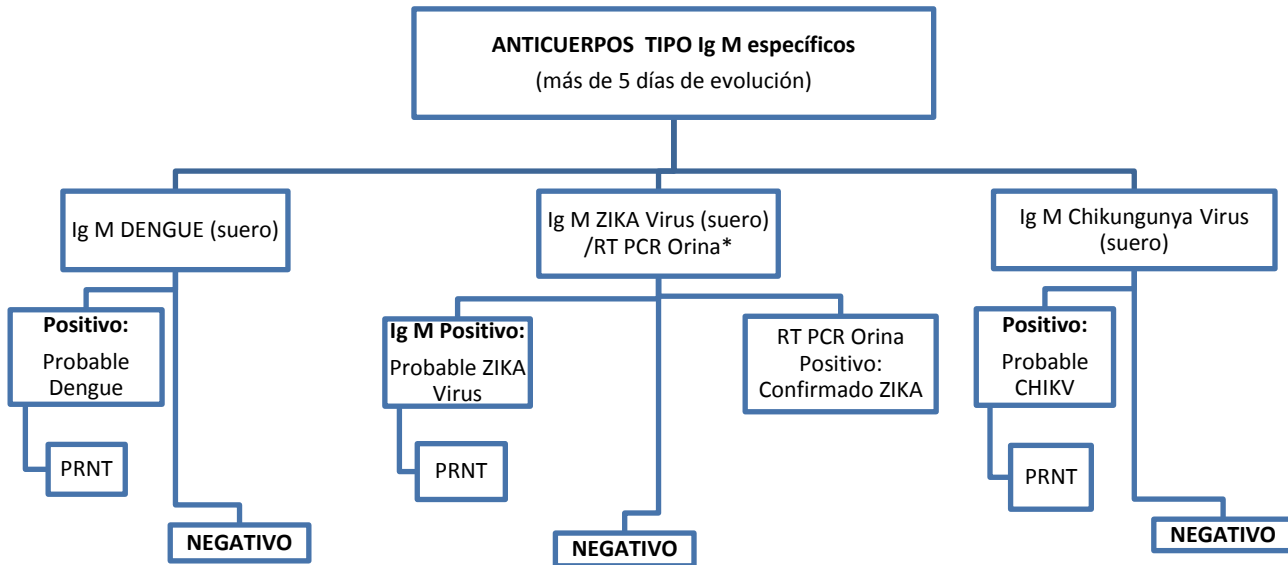 ANTICUERPOS TIPO Ig M específicos
(más de 5 días de evolución)
Ig M DENGUE (suero)
Ig M ZIKA Virus (suero)
/RT PCR Orina*
Ig M Chikungunya Virus
(suero)
Positivo:
Probable
Dengue
Ig M Positivo:
Probable ZIKA
Virus
RT PCR Orina
Positivo:
Confirmado ZIKA
Positivo:
Probable
CHIKV
PRNT
PRNT
PRNT
NEGATIVO
NEGATIVO
NEGATIVO